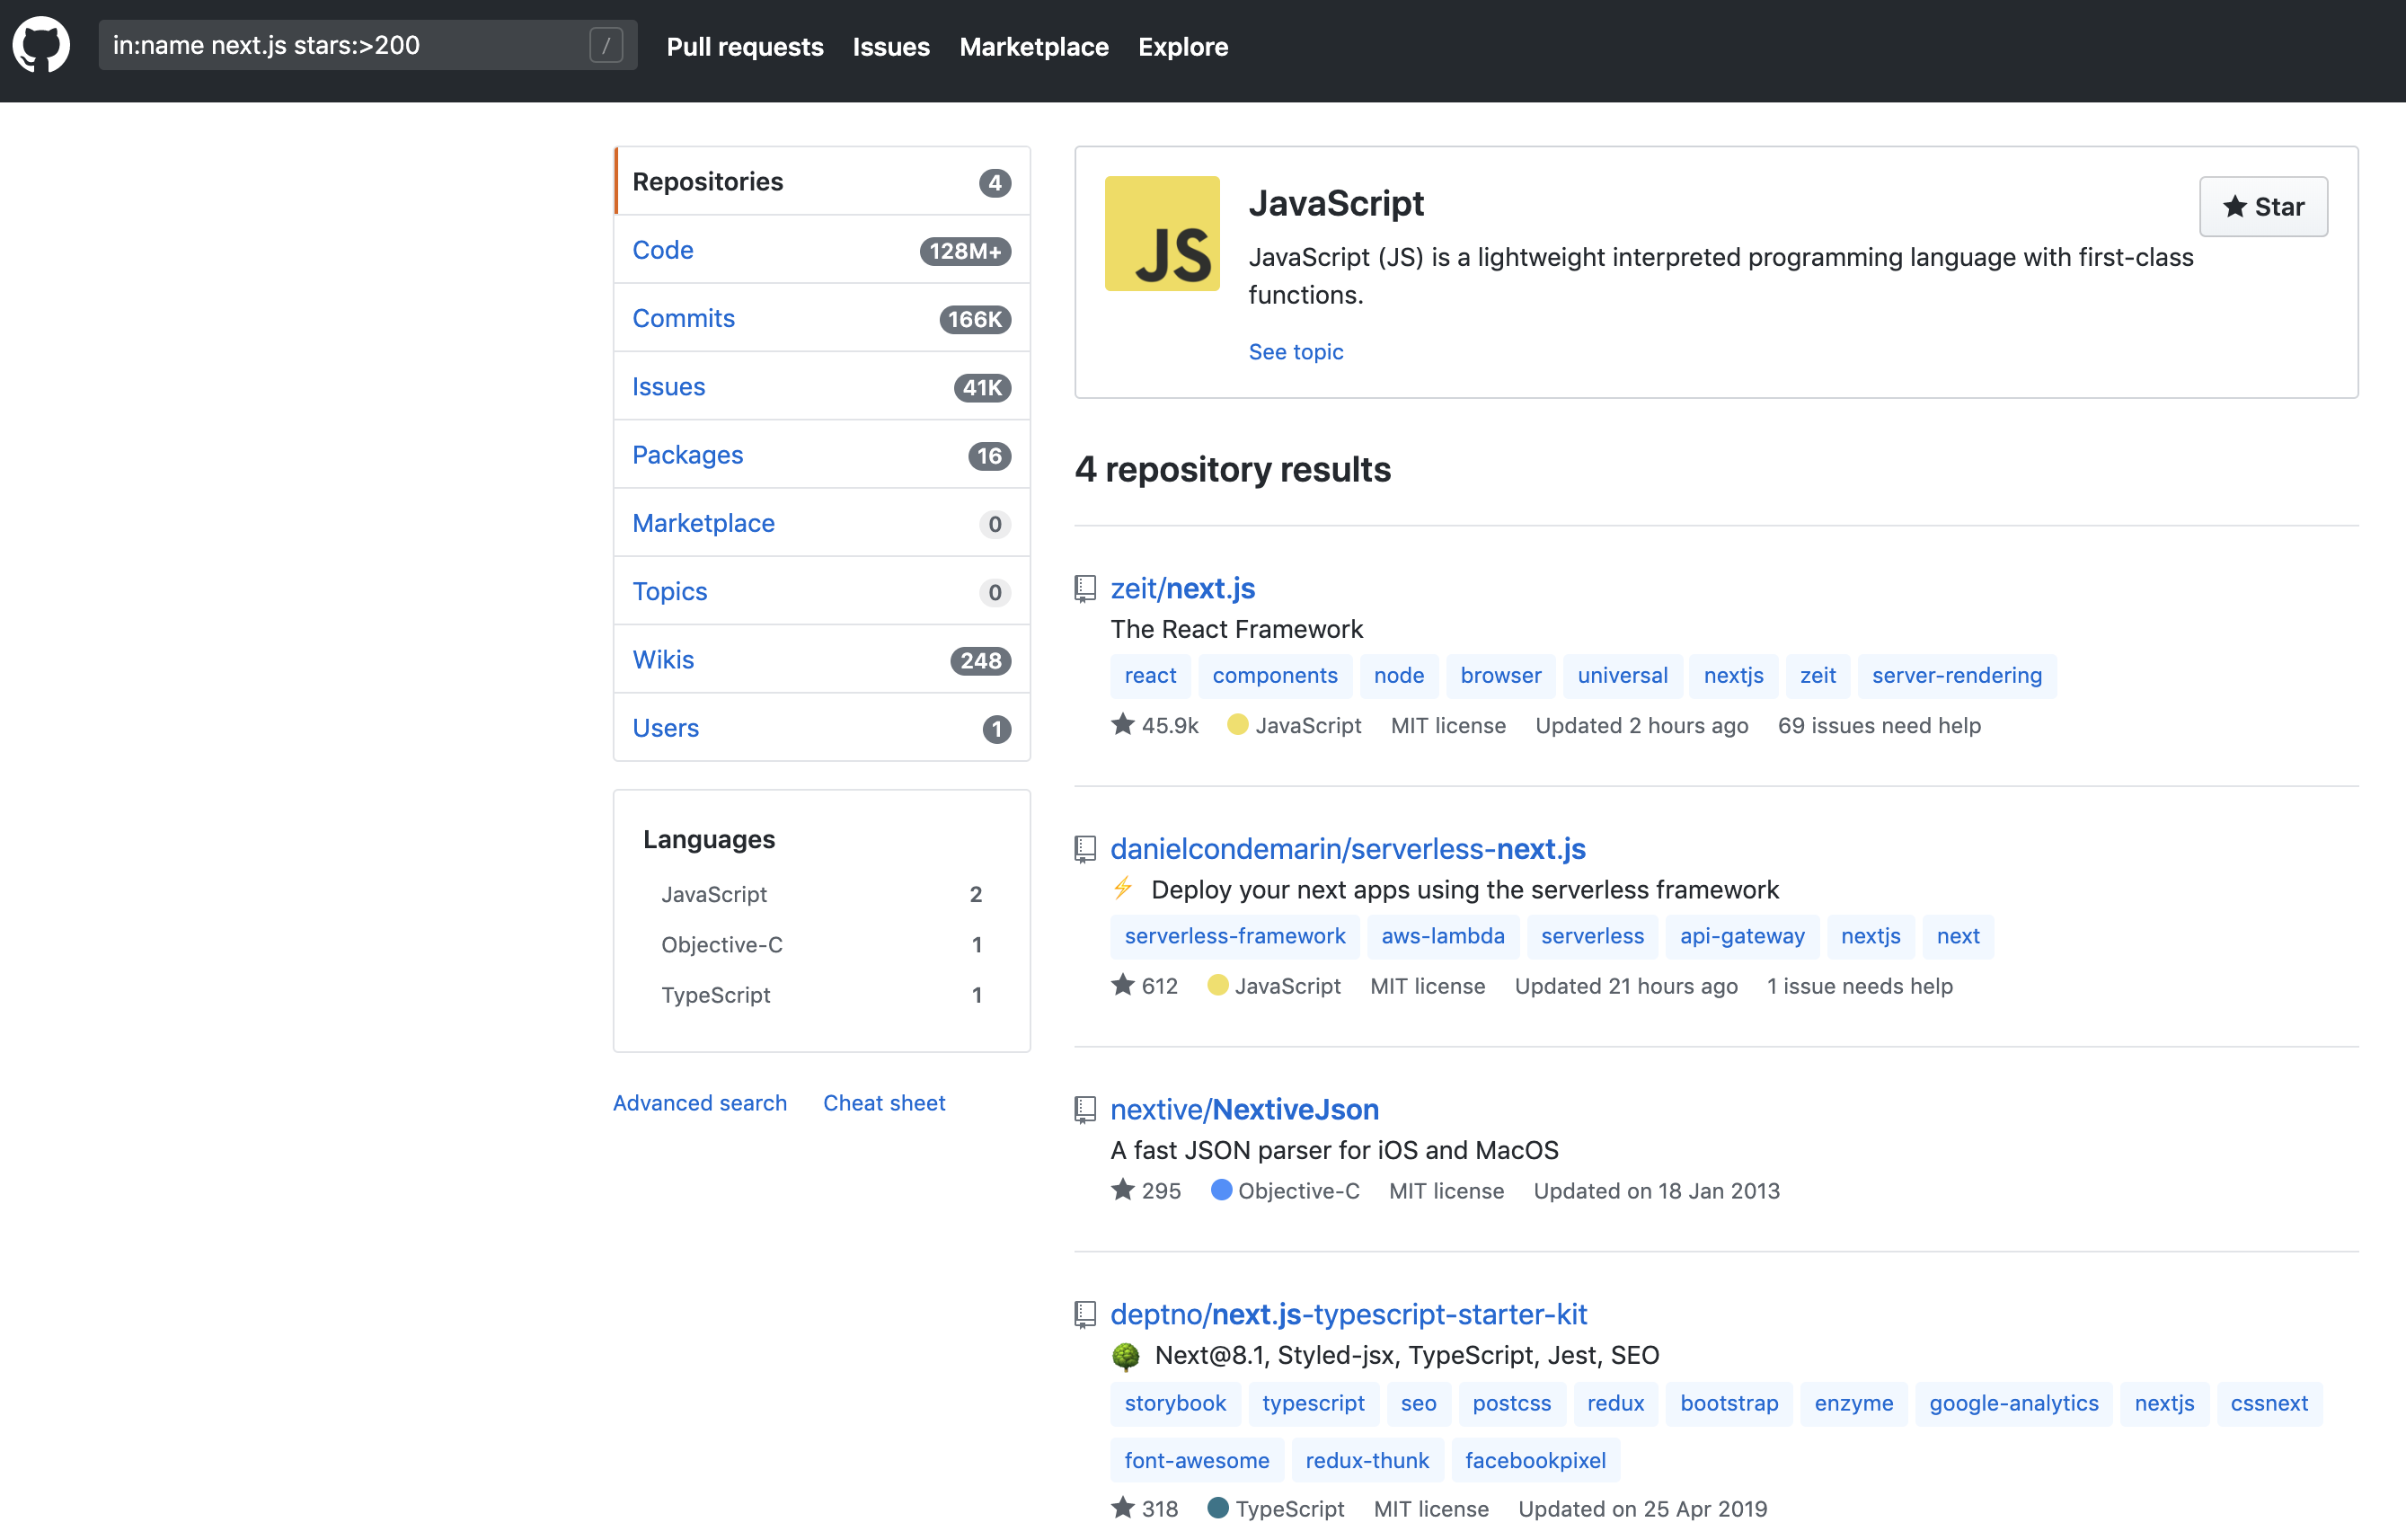 in:name next.js stars:>200 /
Pull requests Issues Marketplace Explore
Repositories 4
Code 128M+
Commits 166K
Issues 41K
Packages 16
Marketplace 0
Topics 0
Wikis 248
Users 1
Languages
JavaScript 2
Objective-C 1
TypeScript 1
Advanced search Cheat sheet
JS
JavaScript
Star
JavaScript (JS) is a lightweight interpreted programming language with first-class
functions.
See topic
4 repository results
zeit/next.js
The React Framework
react components node browser universal nextjs zeit server-rendering
45.9k JavaScript MIT license Updated 2 hours ago 69 issues need help
danielcondemarin/serverless-next.js
⚡ Deploy your next apps using the serverless framework
serverless-framework aws-lambda serverless api-gateway nextjs next
612 JavaScript MIT license Updated 21 hours ago 1 issue needs help
nextive/NextiveJson
A fast JSON parser for iOS and MacOS
295 Objective-C MIT license Updated on 18 Jan 2013
deptno/next.js-typescript-starter-kit
🌳 Next@8.1, Styled-jsx, TypeScript, Jest, SEO
storybook typescript seo postcss redux bootstrap enzyme google-analytics nextjs cssnext
font-awesome redux-thunk facebookpixel
318 TypeScript MIT license Updated on 25 Apr 2019